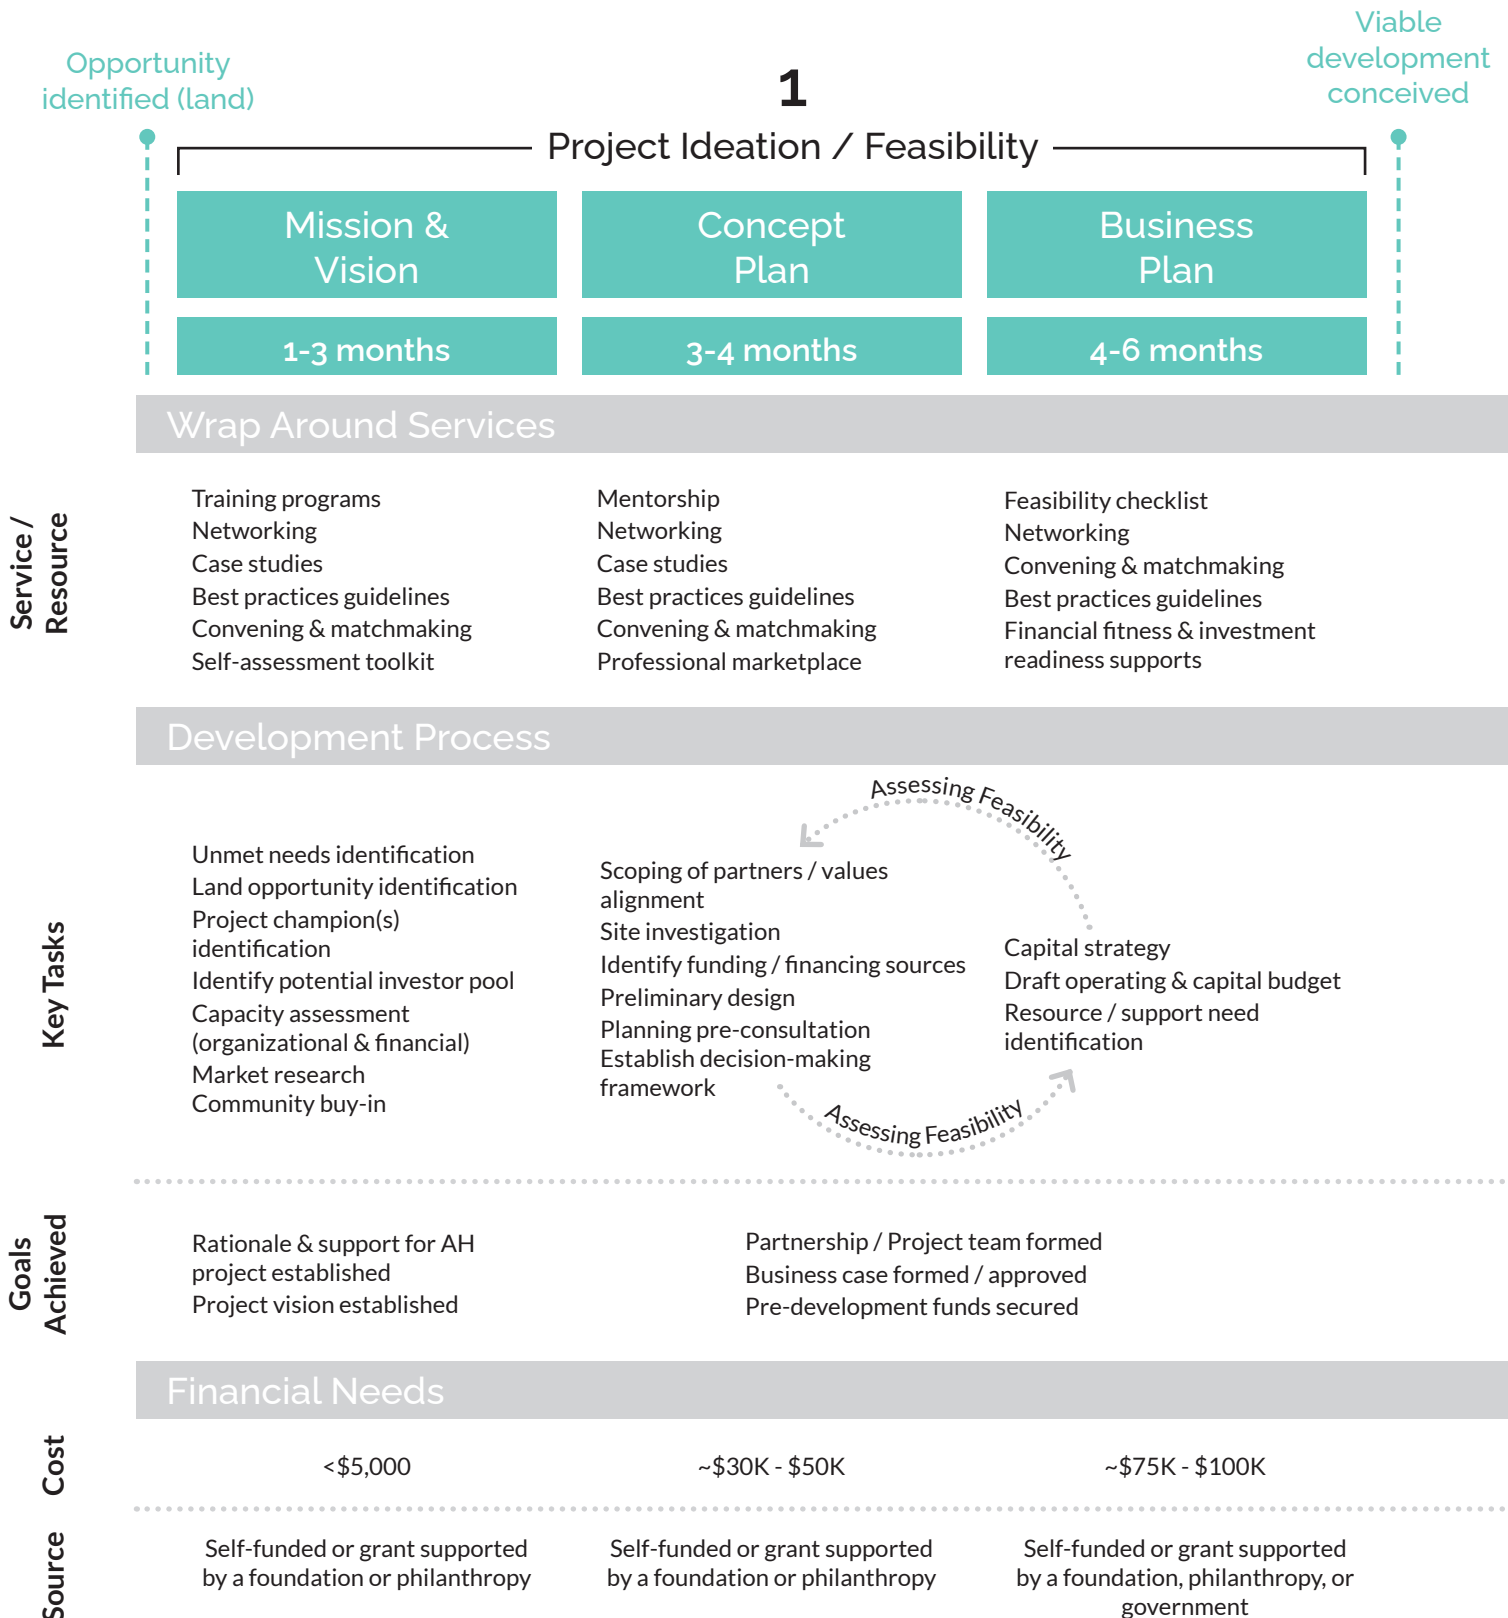 Opportunity
identified (land)
Viable
development
conceived
1
Project Ideation / Feasibility
Mission &
Vision
Concept
Plan
Business
Plan
1-3 months
3-4 months
4-6 months
Wrap Around Services
Service /
Resource
Training programs
Networking
Case studies
Best practices guidelines
Convening & matchmaking
Self-assessment toolkit
Mentorship
Networking
Case studies
Best practices guidelines
Convening & matchmaking
Professional marketplace
Feasibility checklist
Networking
Convening & matchmaking
Best practices guidelines
Financial fitness & investment
readiness supports
Development Process
Key Tasks
Unmet needs identification
Land opportunity identification
Project champion(s)
identification
Identify potential investor pool
Capacity assessment
(organizational & financial)
Market research
Community buy-in
Assessing Feasibility
Scoping of partners / values
alignment
Site investigation
Identify funding / financing sources
Preliminary design
Planning pre-consultation
Establish decision-making
framework
Capital strategy
Draft operating & capital budget
Resource / support need
identification
Assessing Feasibility
Goals
Achieved
Rationale & support for AH
project established
Project vision established
Partnership / Project team formed
Business case formed / approved
Pre-development funds secured
Financial Needs
Cost
<$5,000
~$30K - $50K
~$75K - $100K
Source
Self-funded or grant supported
by a foundation or philanthropy
Self-funded or grant supported
by a foundation or philanthropy
Self-funded or grant supported
by a foundation, philanthropy, or
government